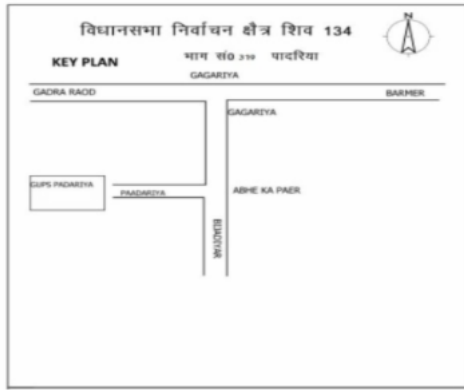 विधानसभा निर्वाचन क्षैत्र शिव 134
N
KEY PLAN
भाग सं0 319 पादरिया
GAGARIYA
GADRA RAOD
BARMER
GAGARIYA
GUPS PADARIYA
PAADARIYA
ABHE KA PAER
BIJADIYAR